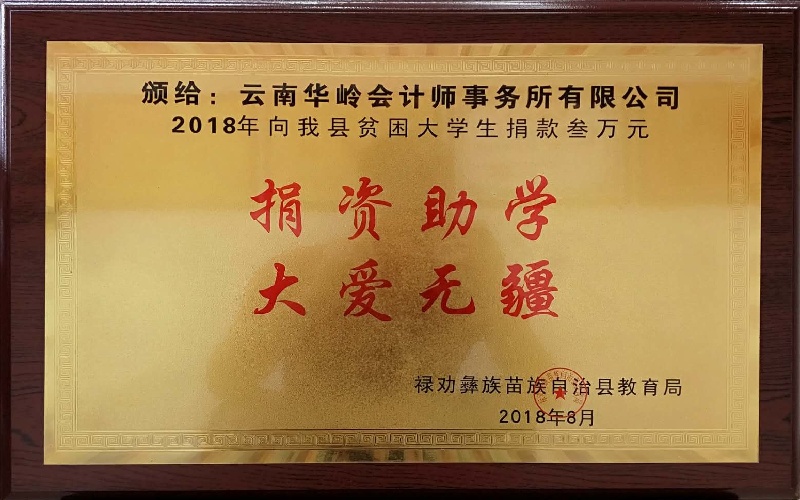 颁给：云南华岭会计师事务所有限公司
2018年向我县贫困大学生捐款叁万元
捐资助学
大爱无疆
禄劝彝族苗族自治县教育局
2018年8月